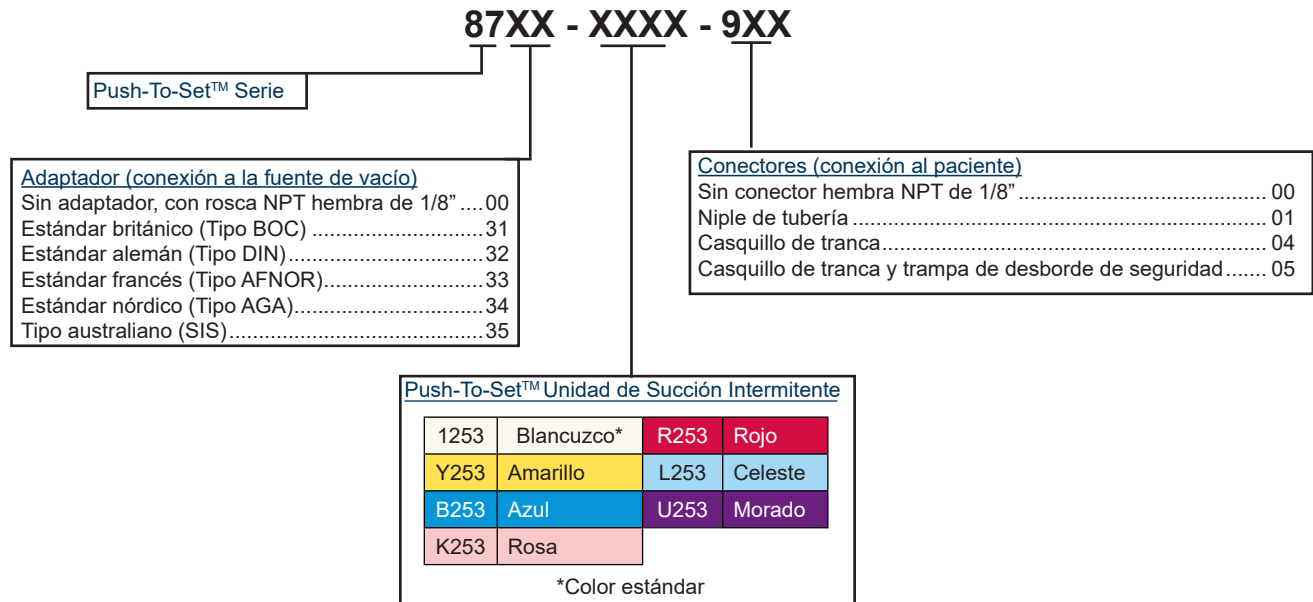 87XX - XXXX - 9XX
Push-To-Set™ Serie
Adaptador (conexión a la fuente de vacío)
Sin adaptador, con rosca NPT hembra de 1/8” ....00
Estándar británico (Tipo BOC) ................................31
Estándar alemán (Tipo DIN)....................................32
Estándar francés (Tipo AFNOR)..............................33
Estándar nórdico (Tipo AGA)...................................34
Tipo australiano (SIS)..............................................35
Conectores (conexión al paciente)
Sin conector hembra NPT de 1/8”.............................................. 00
Niple de tubería ............................................................................ 01
Casquillo de tranca....................................................................... 04
Casquillo de tranca y trampa de desborde de seguridad....... 05
Push-To-Set™ Unidad de Succión Intermitente
1253 Blancuzco* R253 Rojo
Y253 Amarillo L253 Celeste
B253 Azul U253 Morado
K253 Rosa
*Color estándar